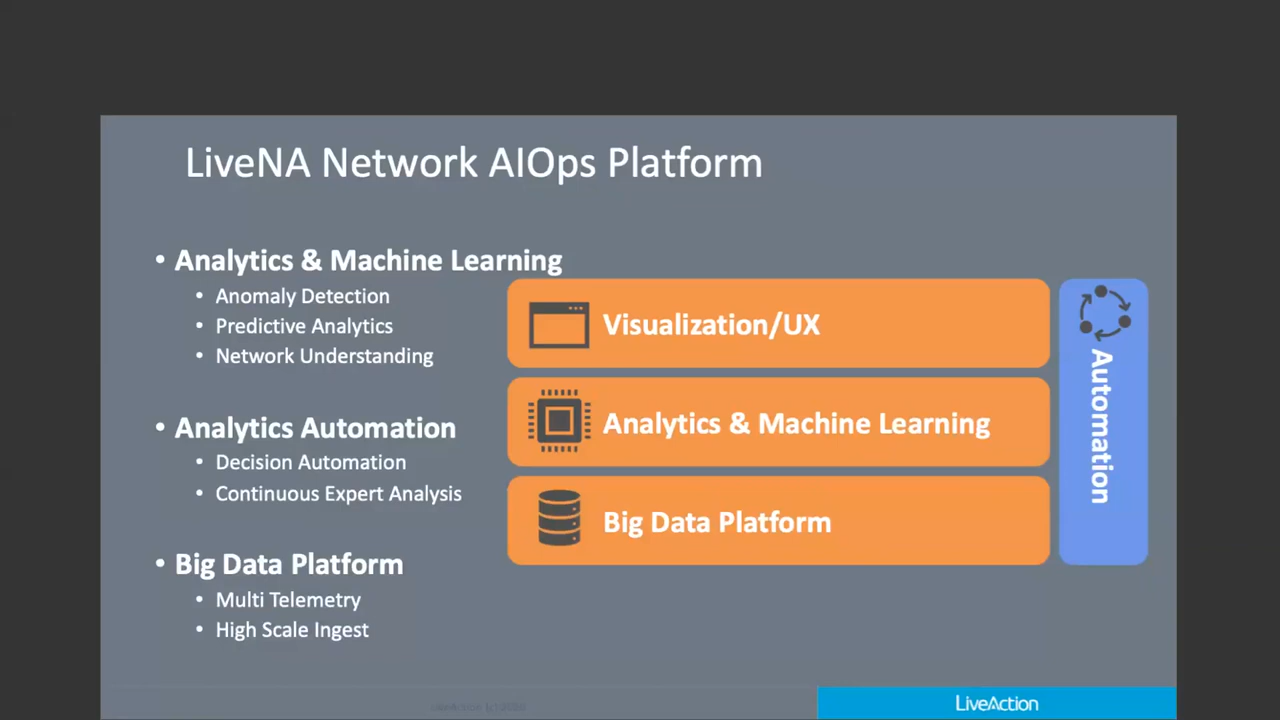 LiveNA Network AIOps Platform
• Analytics & Machine Learning
• Anomaly Detection
• Predictive Analytics
• Network Understanding
• Analytics Automation
• Decision Automation
• Continuous Expert Analysis
• Big Data Platform
• Multi Telemetry
• High Scale Ingest
Visualization/UX
Analytics & Machine Learning
Big Data Platform
Automation
LiveAction